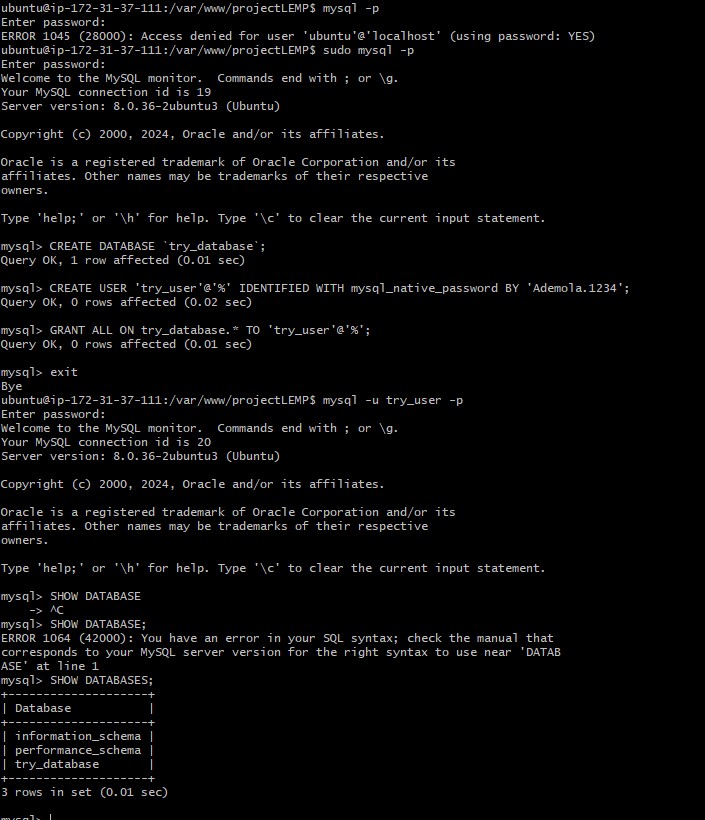 ubuntu@ip-172-31-37-111:/var/www/projectLEMP$ mysql -p
Enter password:
ERROR 1045 (28000): Access denied for user 'ubuntu'@'localhost' (using password: YES)
ubuntu@ip-172-31-37-111:/var/www/projectLEMP$ sudo mysql -p
Enter password:
Welcome to the MySQL monitor.  Commands end with ; or \g.
Your MySQL connection id is 19
Server version: 8.0.36-2ubuntu3 (Ubuntu)

Copyright (c) 2000, 2024, Oracle and/or its affiliates.

Oracle is a registered trademark of Oracle Corporation and/or its
affiliates. Other names may be trademarks of their respective
owners.

Type 'help;' or '\h' for help. Type '\c' to clear the current input statement.

mysql> CREATE DATABASE `try_database`;
Query OK, 1 row affected (0.01 sec)

mysql> CREATE USER 'try_user'@'%' IDENTIFIED WITH mysql_native_password BY 'Ademola.1234';
Query OK, 0 rows affected (0.02 sec)

mysql> GRANT ALL ON try_database.* TO 'try_user'@'%';
Query OK, 0 rows affected (0.01 sec)

mysql> exit
Bye
ubuntu@ip-172-31-37-111:/var/www/projectLEMP$ mysql -u try_user -p
Enter password:
Welcome to the MySQL monitor.  Commands end with ; or \g.
Your MySQL connection id is 20
Server version: 8.0.36-2ubuntu3 (Ubuntu)

Copyright (c) 2000, 2024, Oracle and/or its affiliates.

Oracle is a registered trademark of Oracle Corporation and/or its
affiliates. Other names may be trademarks of their respective
owners.

Type 'help;' or '\h' for help. Type '\c' to clear the current input statement.

mysql> SHOW DATABASE
    -> ^C
mysql> SHOW DATABASE;
ERROR 1064 (42000): You have an error in your SQL syntax; check the manual that
corresponds to your MySQL server version for the right syntax to use near 'DATAB
ASE' at line 1
mysql> SHOW DATABASES;
+--------------------+
| Database           |
+--------------------+
| information_schema |
| performance_schema |
| try_database       |
+--------------------+
3 rows in set (0.01 sec)

mysql>